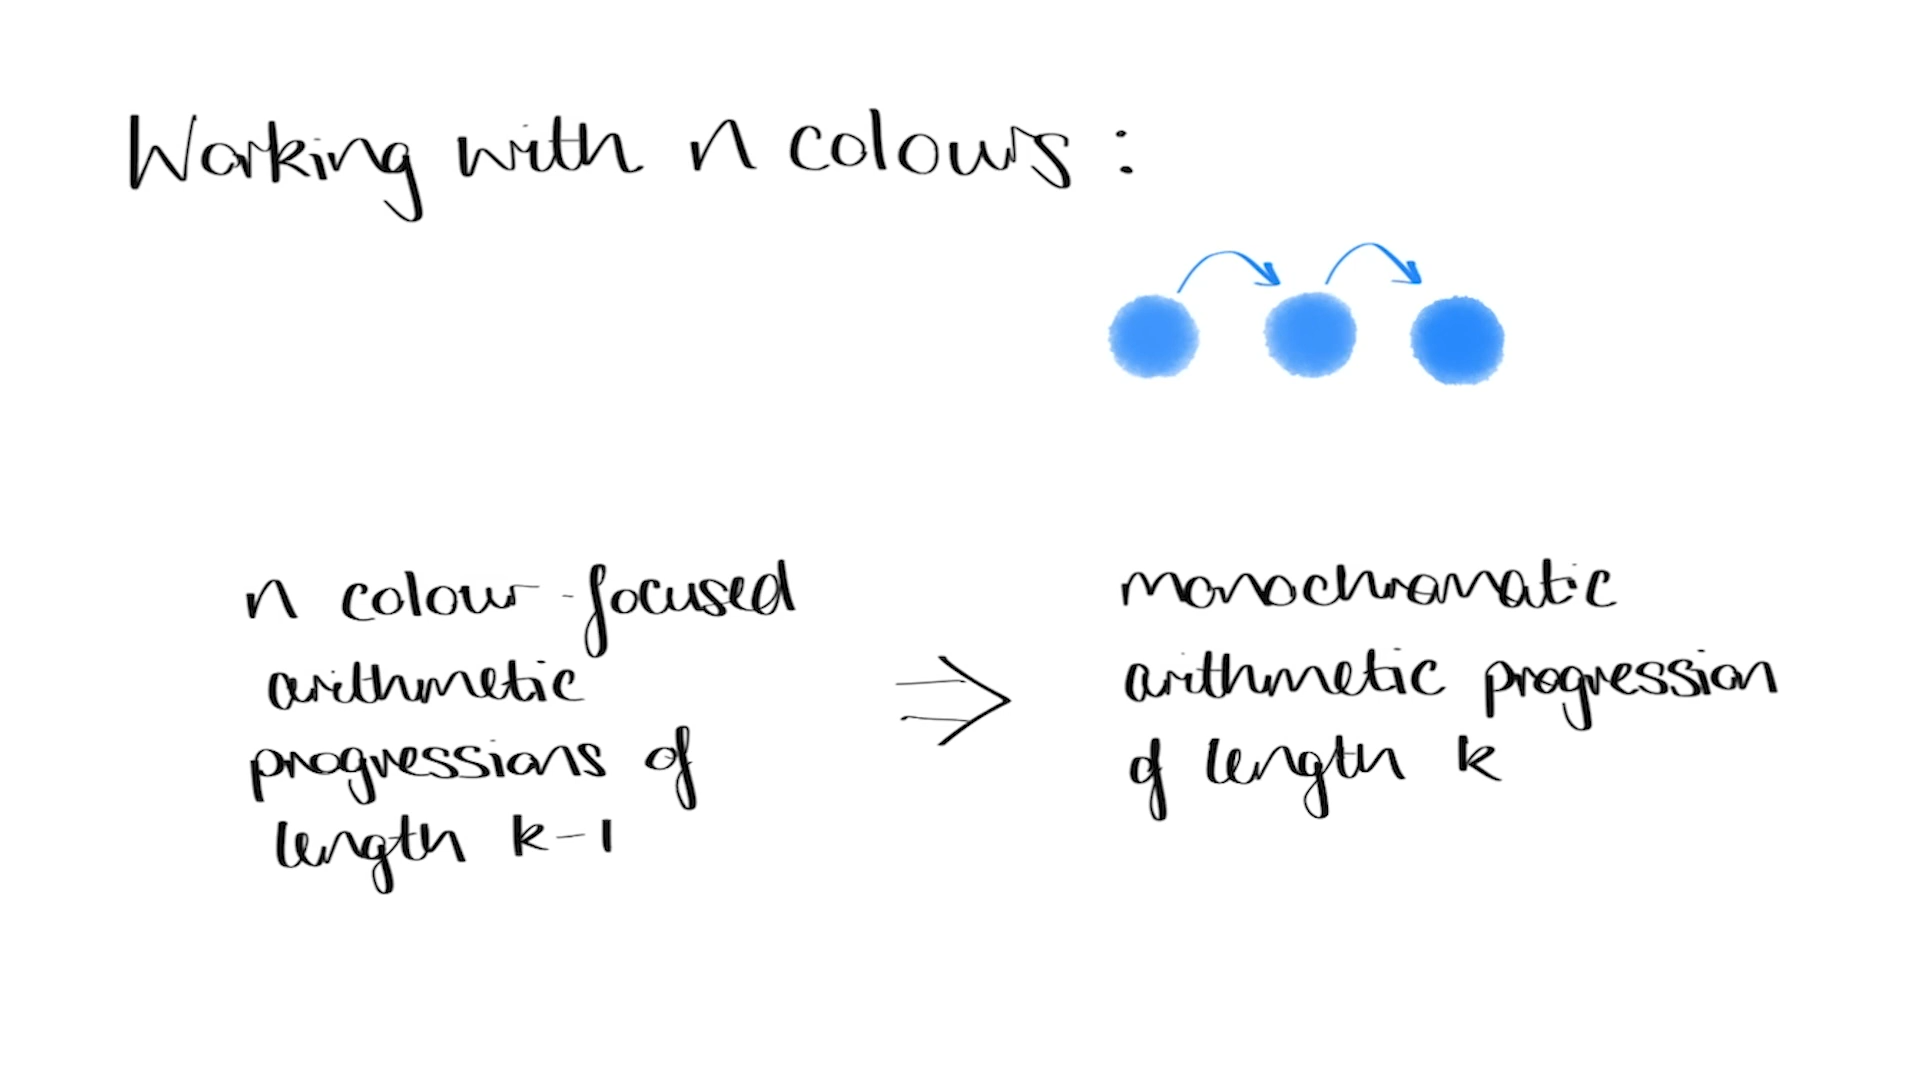 Working with n colours :
n colour-focused
arithmetic
progressions of
length k-1
⇒
monochromatic
arithmetic progression
of length k